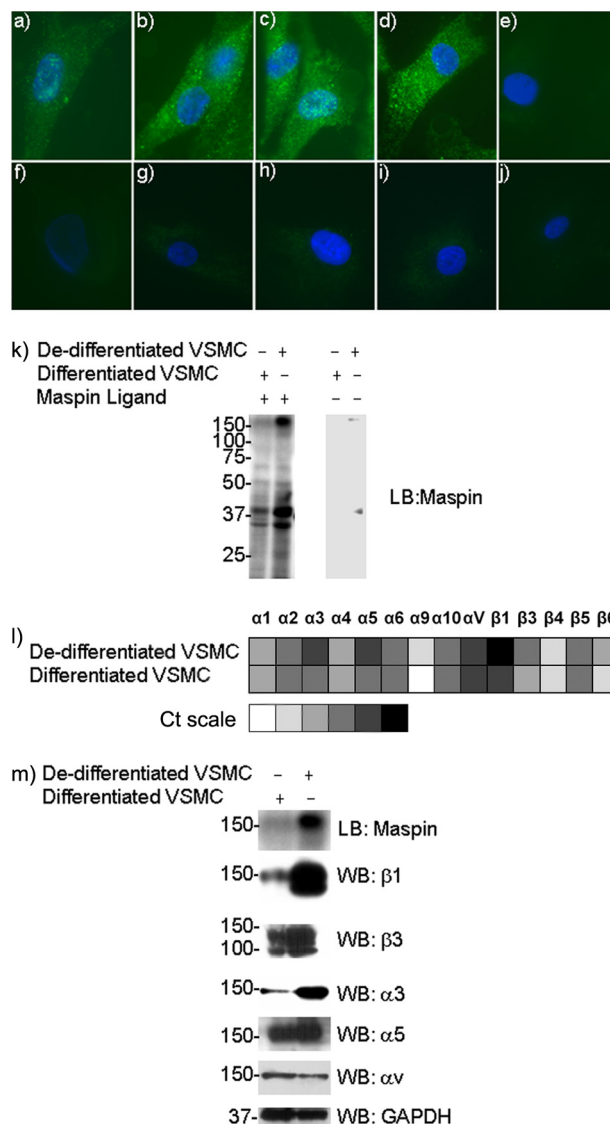 a) b) c) d) e)
f) g) h) i) j)
k) De-differentiated VSMC – + – +
Differentiated VSMC + – + –
Maspin Ligand + + – –
150-
100-
75-
50-
37-
25-
LB:Maspin
α1 α2 α3 α4 α5 α6 α9 α10 αV β1 β3 β4 β5 β6
l) De-differentiated VSMC
Differentiated VSMC
Ct scale
m) De-differentiated VSMC – +
Differentiated VSMC + –
150- LB: Maspin
150- WB: β1
150-
100- WB: β3
150- WB: α3
150- WB: α5
150- WB: αv
37- WB: GAPDH